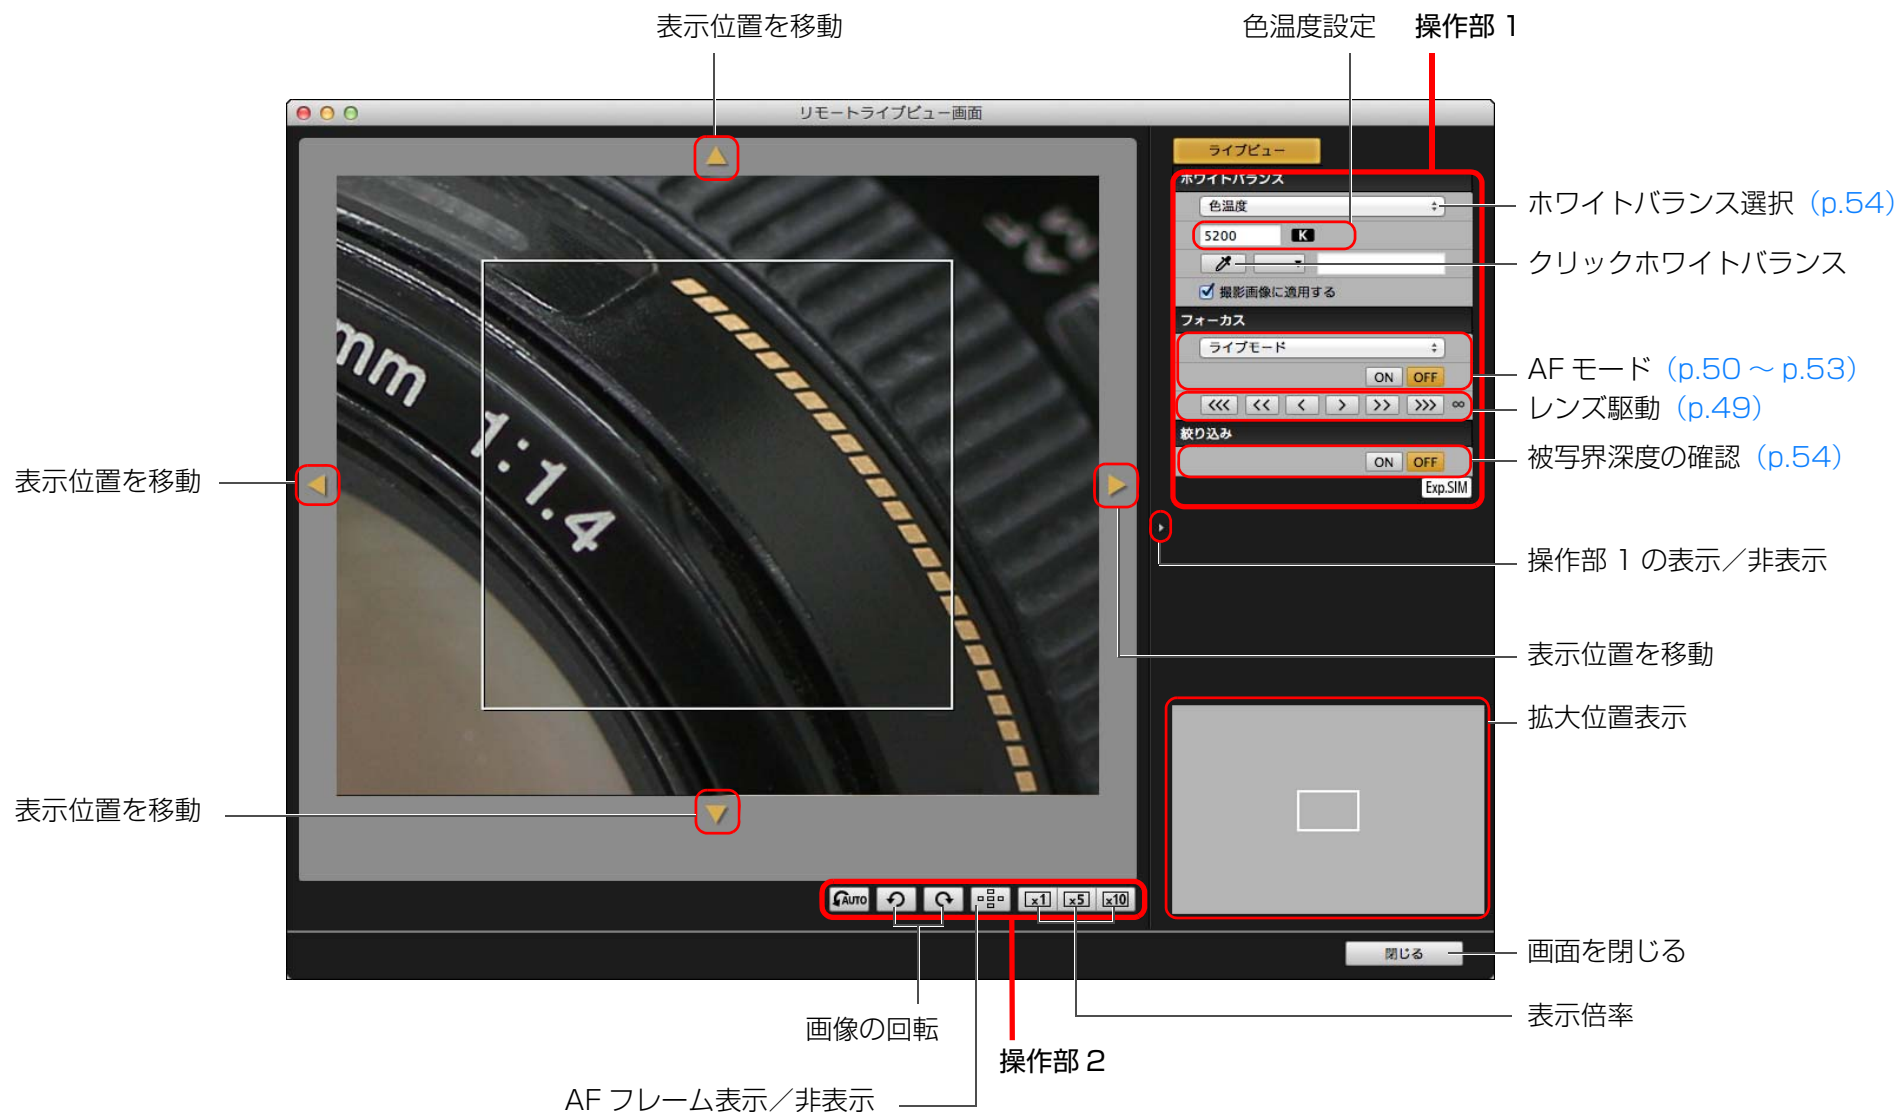 表示位置を移動
色温度設定
操作部 1
リモートライブビュー画面
ライブビュー
ホワイトバランス
色温度
ホワイトバランス選択（p.54）
5200 K
クリックホワイトバランス
撮影画像に適用する
フォーカス
ライブモード
ON OFF
AF モード（p.50 ～ p.53）
<<< << < > >> >>> ∞
レンズ駆動（p.49）
絞り込み
ON OFF
被写界深度の確認（p.54）
Exp.SIM
mm 1:1.4
表示位置を移動
操作部 1 の表示／非表示
表示位置を移動
拡大位置表示
表示位置を移動
AUTO x1 x5 x10
閉じる
画面を閉じる
画像の回転
表示倍率
操作部 2
AF フレーム表示／非表示